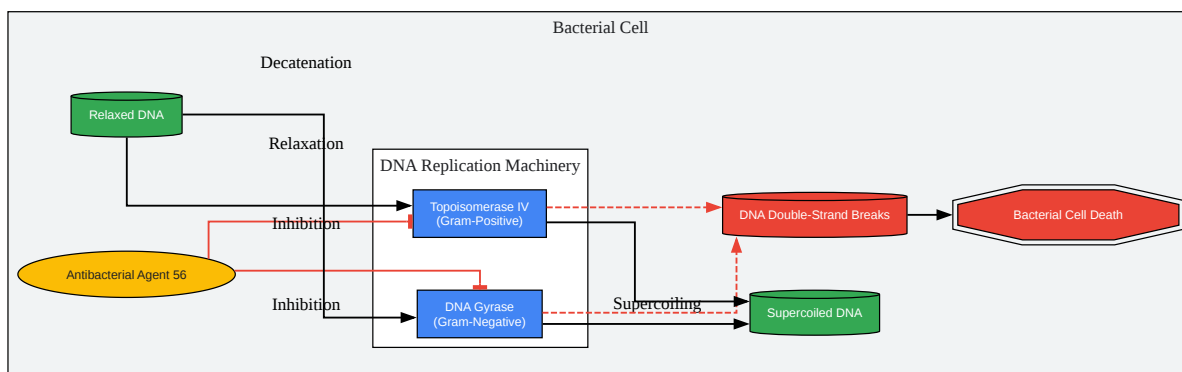 Bacterial Cell
Decatenation
Relaxed DNA
Relaxation
DNA Replication Machinery
Topoisomerase IV
(Gram-Positive)
Inhibition
DNA Double-Strand Breaks
Bacterial Cell Death
Antibacterial Agent 56
Inhibition
DNA Gyrase
(Gram-Negative)
Supercoiling
Supercoiled DNA